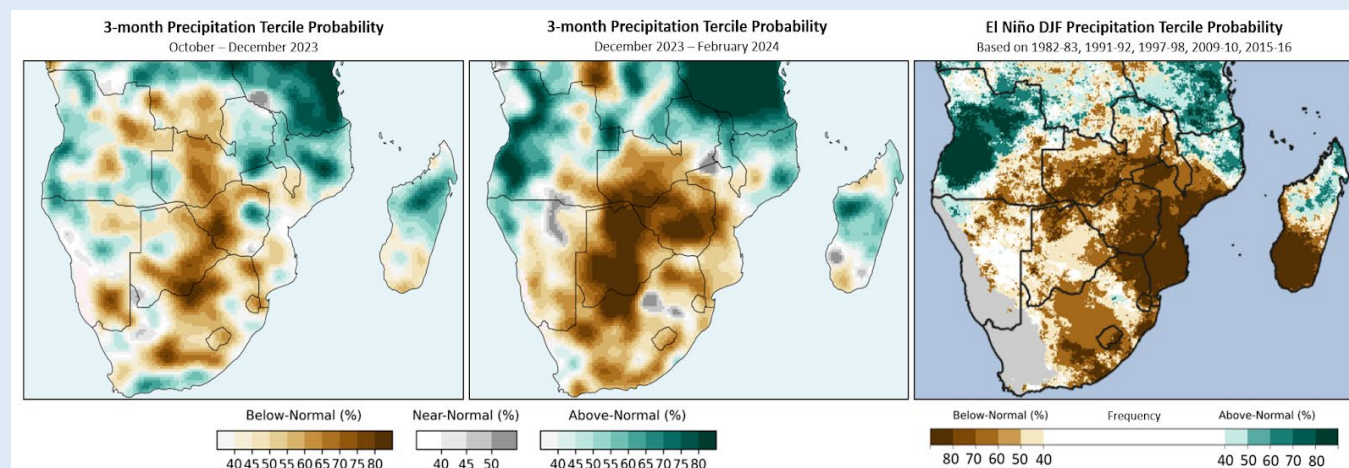 3-month Precipitation Tercile Probability
October – December 2023
3-month Precipitation Tercile Probability
December 2023 – February 2024
El Niño DJF Precipitation Tercile Probability
Based on 1982-83, 1991-92, 1997-98, 2009-10, 2015-16
Below-Normal (%)
Near-Normal (%)
Above-Normal (%)
40 45 50 55 60 65 70 75 80
40 45 50
40 45 50 55 60 65 70 75 80
Below-Normal (%)
Frequency
Above-Normal (%)
80 70 60 50 40
40 50 60 70 80